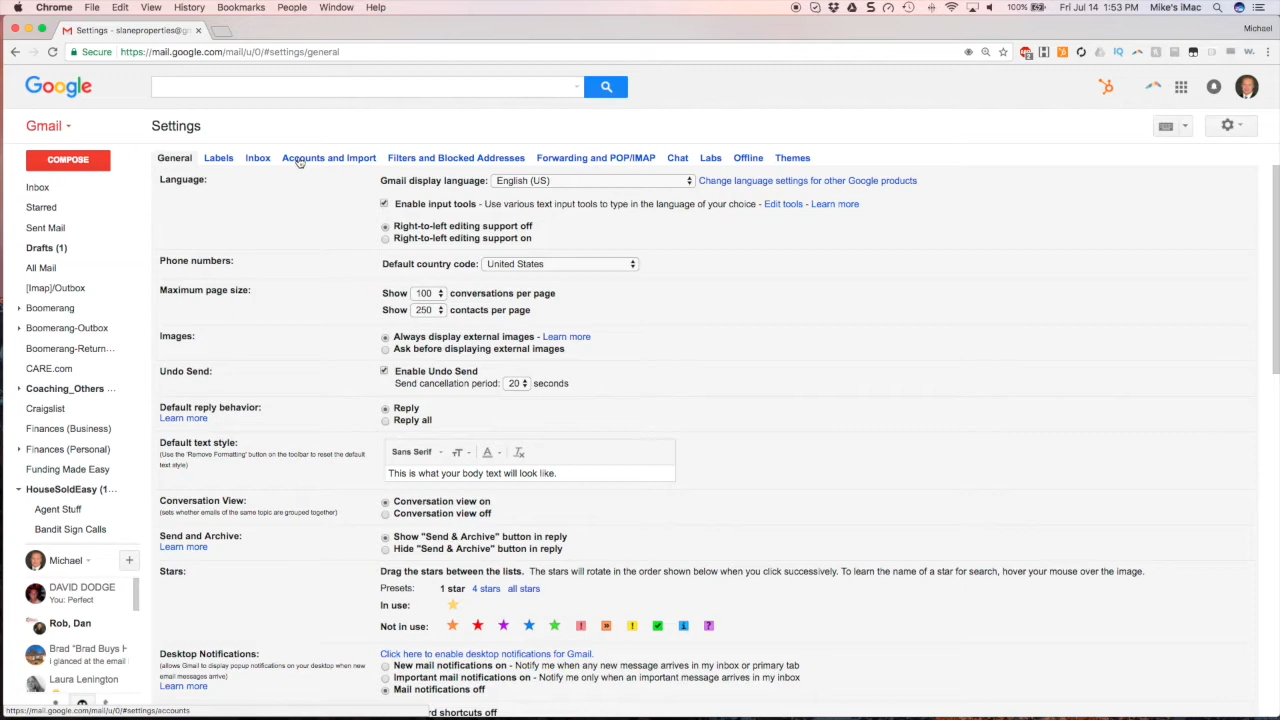 Chrome File Edit View History Bookmarks People Window Help 100% Fri Jul 14 1:53 PM Mike's iMac
Settings - slaneproperties@g Michael
Secure https://mail.google.com/mail/u/0/#settings/general
Google
Gmail Settings
COMPOSE General Labels Inbox Accounts and Import Filters and Blocked Addresses Forwarding and POP/IMAP Chat Labs Offline Themes
Inbox
Starred
Sent Mail
Drafts (1)
All Mail
[Imap]/Outbox
Boomerang
Boomerang-Outbox
Boomerang-Return...
CARE.com
Coaching_Others ...
Craigslist
Finances (Business)
Finances (Personal)
Funding Made Easy
HouseSoldEasy (1...
Agent Stuff
Bandit Sign Calls
Michael
DAVID DODGE
You: Perfect
Rob, Dan
Brad "Brad Buys H
i glanced at the email
Laura Lenington
Language: Gmail display language: English (US) Change language settings for other Google products
Enable input tools - Use various text input tools to type in the language of your choice - Edit tools - Learn more
Right-to-left editing support off
Right-to-left editing support on
Phone numbers: Default country code: United States
Maximum page size: Show 100 conversations per page
Show 250 contacts per page
Images: Always display external images - Learn more
Ask before displaying external images
Undo Send: Enable Undo Send
Send cancellation period: 20 seconds
Default reply behavior: Reply
Learn more Reply all
Default text style: Sans Serif
(Use the 'Remove Formatting' button on the toolbar to reset the default
text style) This is what your body text will look like.
Conversation View: Conversation view on
(sets whether emails of the same topic are grouped together) Conversation view off
Send and Archive: Show "Send & Archive" button in reply
Learn more Hide "Send & Archive" button in reply
Stars: Drag the stars between the lists. The stars will rotate in the order shown below when you click successively. To learn the name of a star for search, hover your mouse over the image.
Presets: 1 star 4 stars all stars
In use:
Not in use:
Desktop Notifications: Click here to enable desktop notifications for Gmail.
(allows Gmail to display popup notifications on your desktop when new
email messages arrive) New mail notifications on - Notify me when any new message arrives in my inbox or primary tab
Important mail notifications on - Notify me only when an important message arrives in my inbox
Learn more Mail notifications off
https://mail.google.com/mail/u/0/#settings/accounts rd shortcuts off